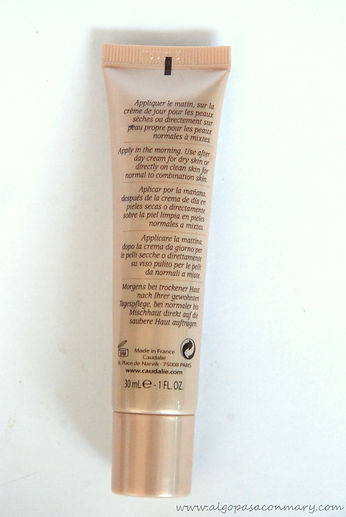 Appliquer le matin, sur la
crème de jour pour les peaux
sèches ou directement sur
peau propre pour les peaux
normales à mixtes.
Apply in the morning. Use after
day cream for dry skin or
directly on clean skin for
normal to combination skin.
Aplicar por la mañana,
después de la crema de día en
pieles secas o directamente
sobre la piel limpia en pieles
normales a mixtas.
Applicare la mattina,
dopo la crema da giorno per
le pelli secche o direttamente
su viso pulito per le pelli
da normali a miste.
Morgens bei trockener Haut
nach Ihrer gewohnten
Tagespflege, bei normaler bis
Mischhaut direkt auf die
saubere Haut auftragen.
Made in France
Caudalie
Place de Narvik - 75008 PARIS
www.caudalie.com
30 mL e - 1 FL. OZ.
www.algopasaconmary.com